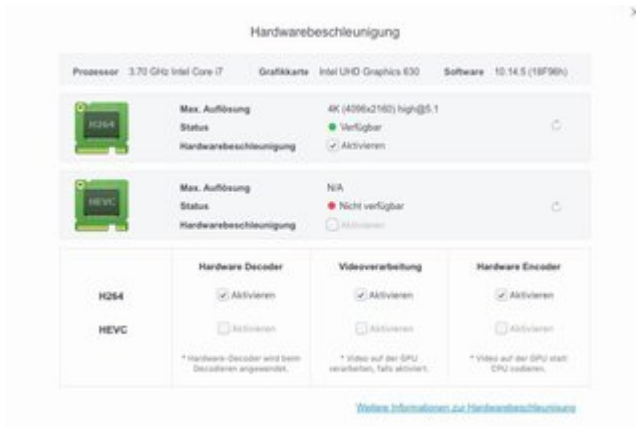 Hardwarebeschleunigung
Prozessor 3.70 GHz Intel Core i7 Grafikkarte Intel UHD Graphics 630 Software 10.14.5 (18F96h)
H264
Max. Auflösung 4K (4096x2160) high@5.1
Status Verfügbar
Hardwarebeschleunigung Aktivieren
HEVC
Max. Auflösung N/A
Status Nicht verfügbar
Hardwarebeschleunigung Aktivieren
Hardware Decoder Videoverarbeitung Hardware Encoder
H264 Aktivieren Aktivieren Aktivieren
HEVC Aktivieren Aktivieren Aktivieren
* Hardware-Decoder wird beim * Video auf der GPU * Video auf der GPU statt
Decodieren angewendet. verarbeiten, falls aktiviert. CPU codieren.
Weitere Informationen zur Hardwarebeschleunigung